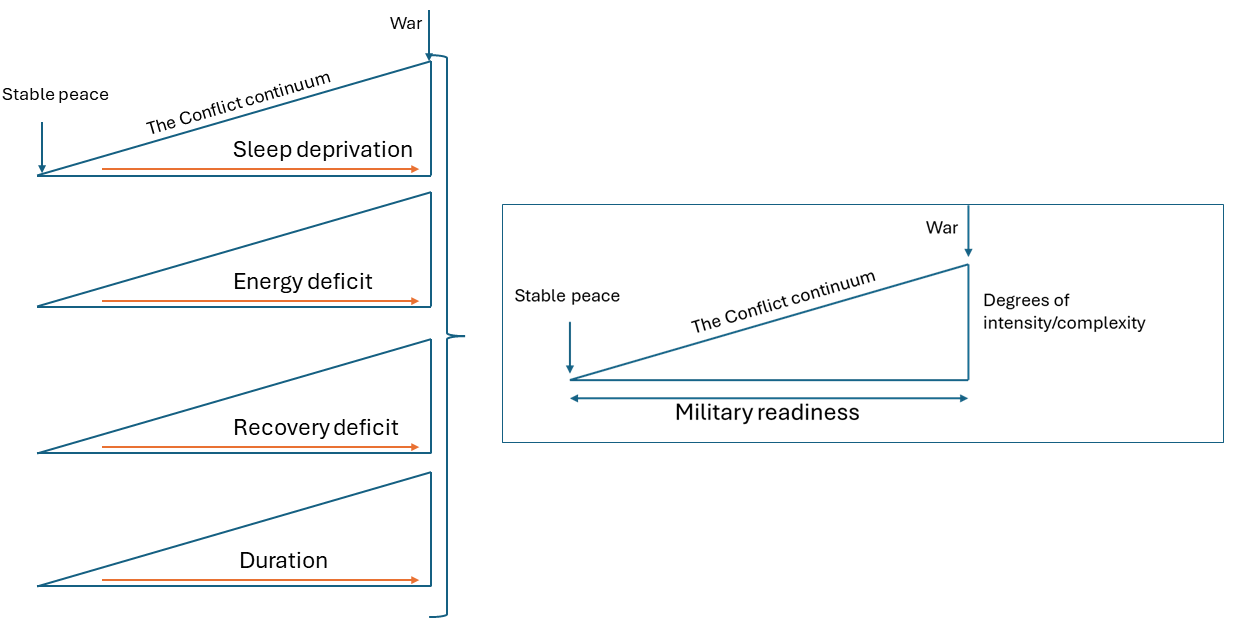 War
Stable peace
The Conflict continuum
Sleep deprivation
Energy deficit
Recovery deficit
Duration
War
Stable peace
The Conflict continuum
Degrees of
intensity/complexity
Military readiness